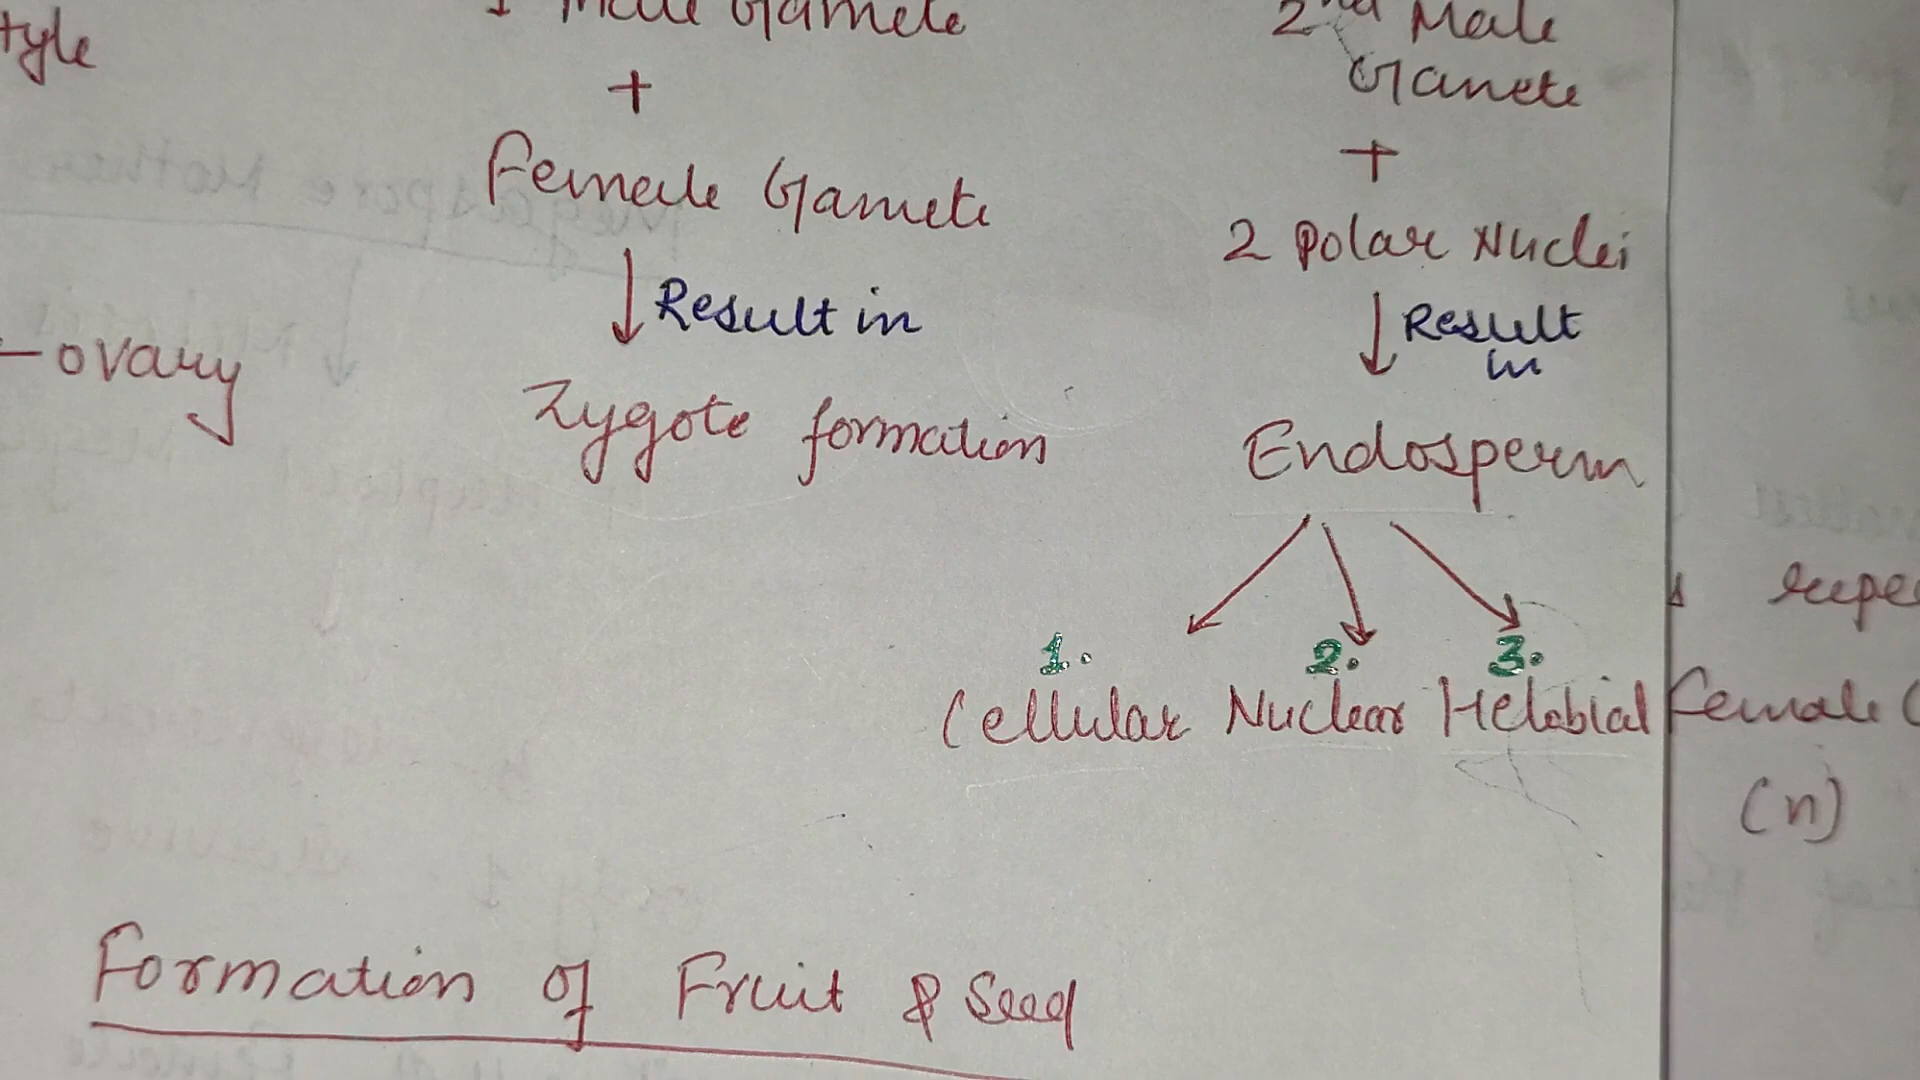 Male Gamete
2nd Male
Gamete
+
+
Female Gamete
2 Polar Nuclei
Result in
Result
in
- ovary
Zygote formation
Endosperm
1. 2. 3.
Cellular Nuclear Helobial
Female
(n)
Formation of Fruit & Seed